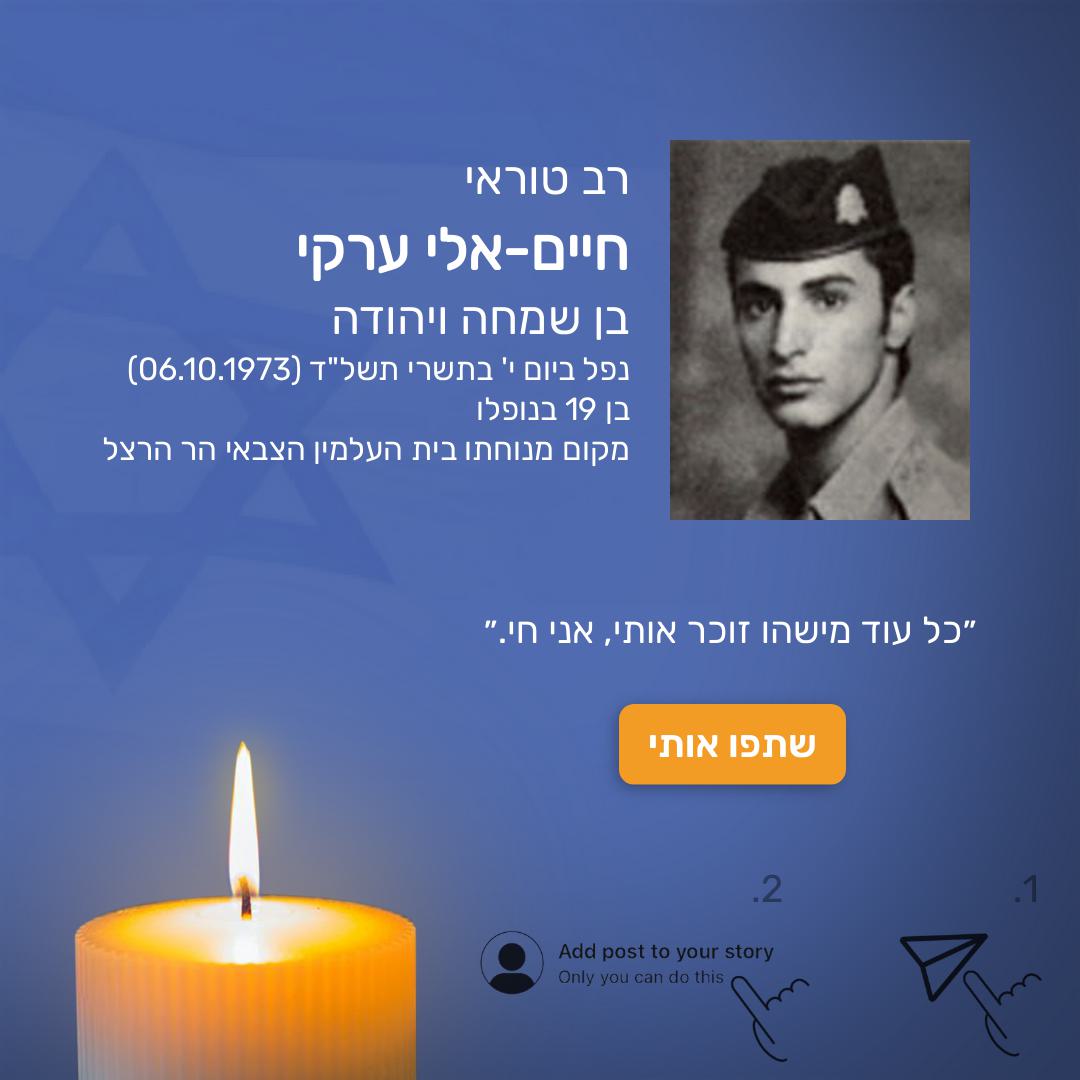 רב טוראי
חיים-אלי ערקי
בן שמחה ויהודה
נפל ביום י' בתשרי תשל"ד (06.10.1973)
בן 19 בנופלו
מקום מנוחתו בית העלמין הצבאי הר הרצל
״כל עוד מישהו זוכר אותי, אני חי.״
שתפו אותי
.1
.2
Add post to your story
Only you can do this